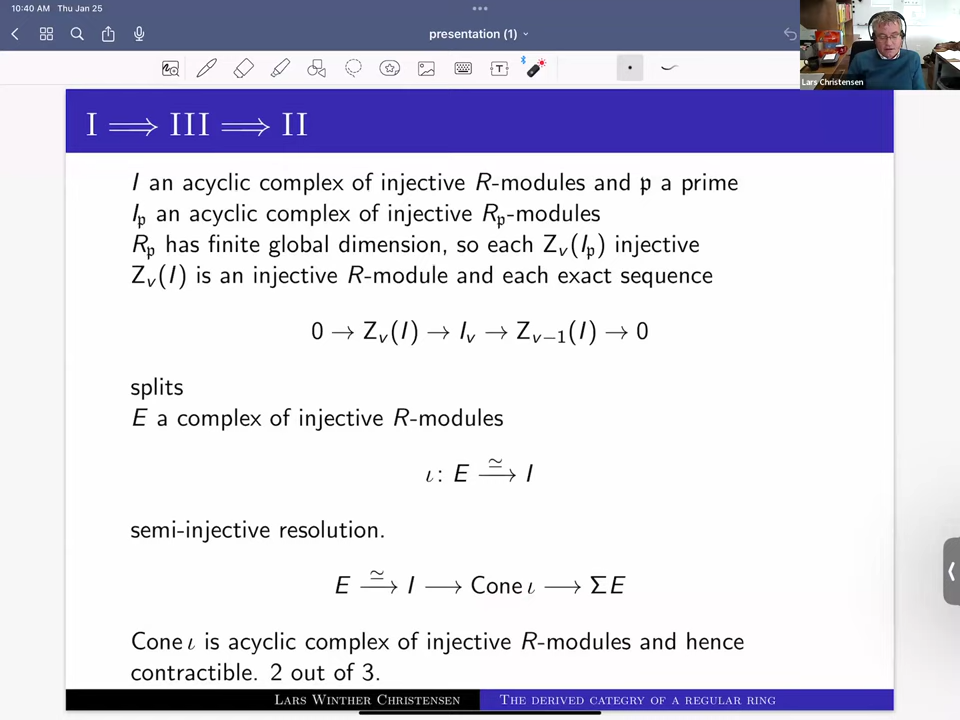 10:40 AM Thu Jan 25
presentation (1)
Lars Christensen
I ⟹ III ⟹ II
I an acyclic complex of injective R-modules and 𝔭 a prime
I_𝔭 an acyclic complex of injective R_𝔭-modules
R_𝔭 has finite global dimension, so each Z_v(I_𝔭) injective
Z_v(I) is an injective R-module and each exact sequence
0 → Z_v(I) → I_v → Z_{v−1}(I) → 0
splits
E a complex of injective R-modules
ι: E ≃⟶ I
semi-injective resolution.
E ≃⟶ I ⟶ Cone ι ⟶ ΣE
Cone ι is acyclic complex of injective R-modules and hence
contractible. 2 out of 3.
Lars Winther Christensen
The derived categry of a regular ring